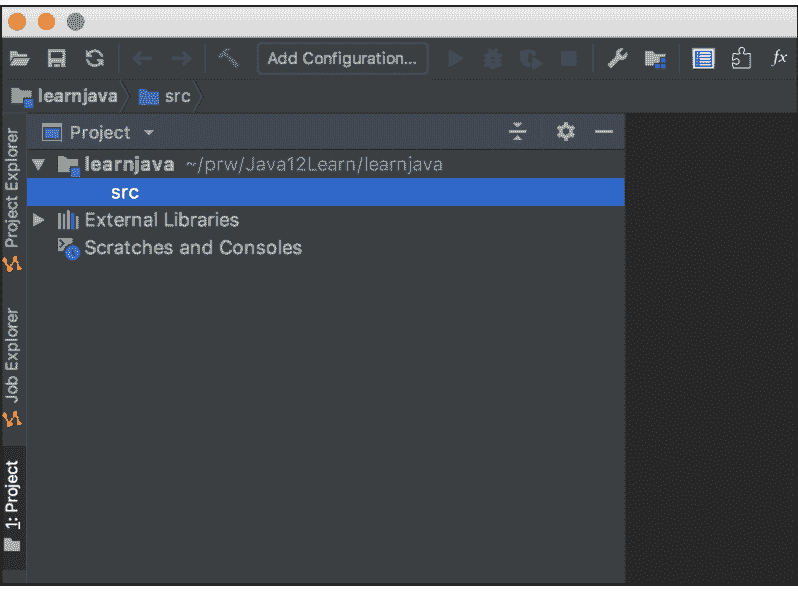 Add Configuration...
fx
learnjava
src
Project
learnjava ~/prw/Java12Learn/learnjava
src
External Libraries
Scratches and Consoles
Project Explorer
Job Explorer
1: Project